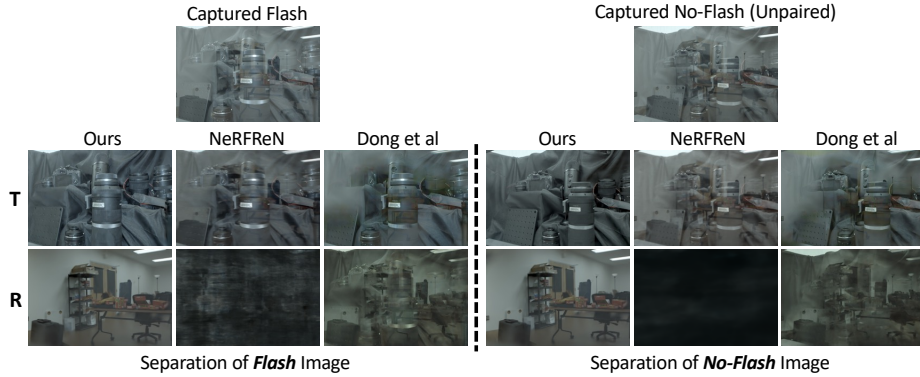 Captured Flash
Captured No-Flash (Unpaired)
Ours NeRFReN Dong et al
Ours NeRFReN Dong et al
T
R
Separation of Flash Image
Separation of No-Flash Image